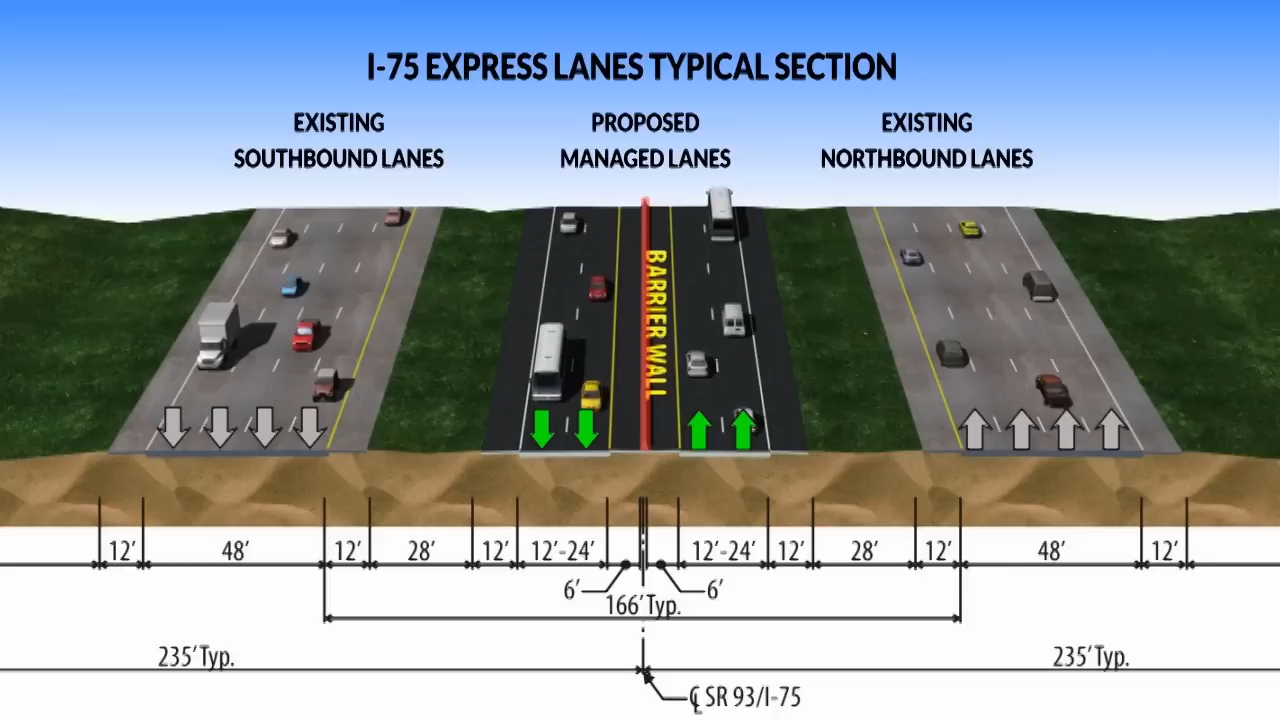 I-75 EXPRESS LANES TYPICAL SECTION
EXISTING
SOUTHBOUND LANES
PROPOSED
MANAGED LANES
EXISTING
NORTHBOUND LANES
BARRIER WALL
12' 48' 12' 28' 12' 12'-24' 12'-24' 12' 28' 12' 48' 12'
6' 6'
166' Typ.
235' Typ. 235' Typ.
℄ SR 93/I-75